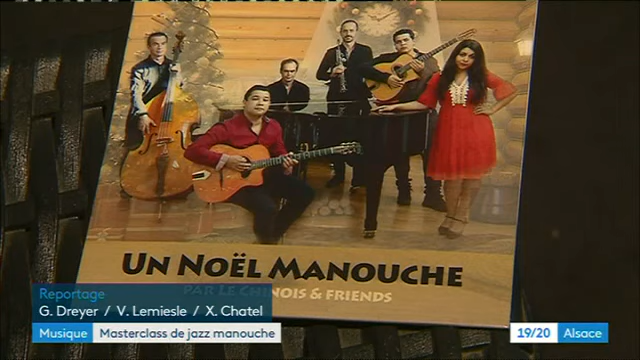 UN NOËL MANOUCHE
PAR LE CHINOIS & FRIENDS
Reportage
G. Dreyer / V. Lemiesle / X. Chatel
Musique Masterclass de jazz manouche
19/20 Alsace